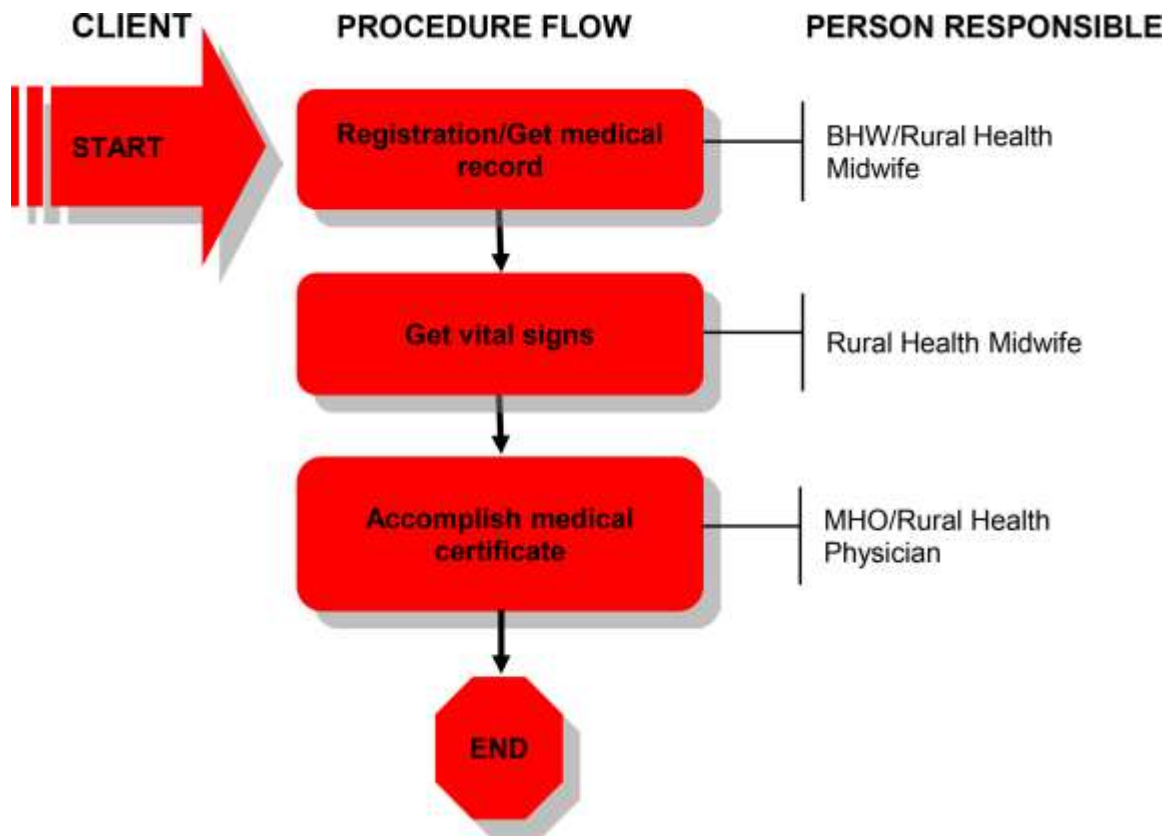 CLIENT
PROCEDURE FLOW
PERSON RESPONSIBLE
START
Registration/Get medical
record
BHW/Rural Health
Midwife
Get vital signs
Rural Health Midwife
Accomplish medical
certificate
MHO/Rural Health
Physician
END